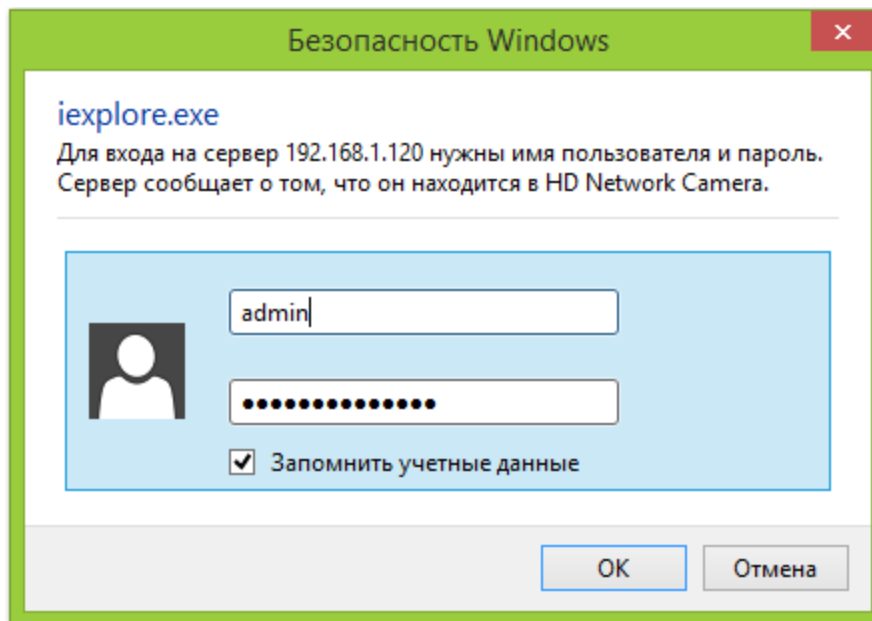 Безопасность Windows
iexplore.exe
Для входа на сервер 192.168.1.120 нужны имя пользователя и пароль.
Сервер сообщает о том, что он находится в HD Network Camera.
admin
••••••••••••••
Запомнить учетные данные
OK
Отмена